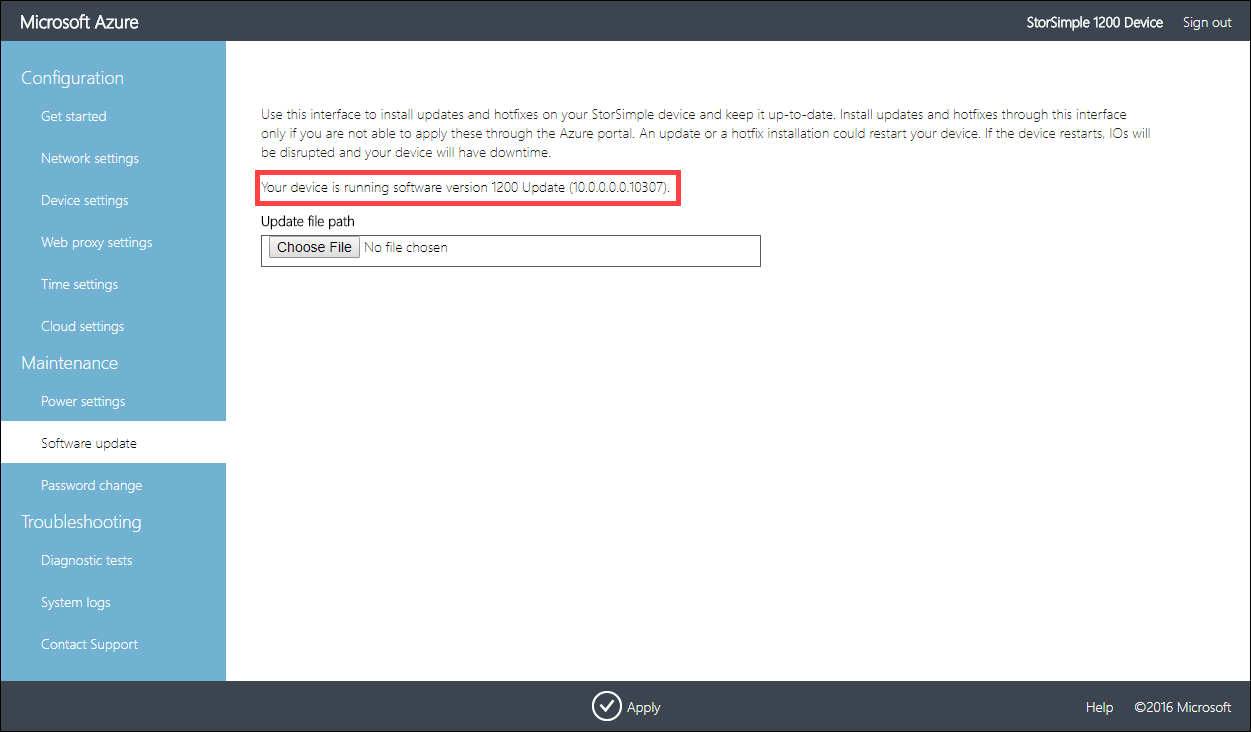 Microsoft Azure
StorSimple 1200 Device
Sign out
Configuration
Get started
Network settings
Device settings
Web proxy settings
Time settings
Cloud settings
Maintenance
Power settings
Software update
Password change
Troubleshooting
Diagnostic tests
System logs
Contact Support
Use this interface to install updates and hotfixes on your StorSimple device and keep it up-to-date. Install updates and hotfixes through this interface
only if you are not able to apply these through the Azure portal. An update or a hotfix installation could restart your device. If the device restarts, IOs will
be disrupted and your device will have downtime.
Your device is running software version 1200 Update (10.0.0.0.0.10307).
Update file path
Choose File No file chosen
Apply
Help
©2016 Microsoft